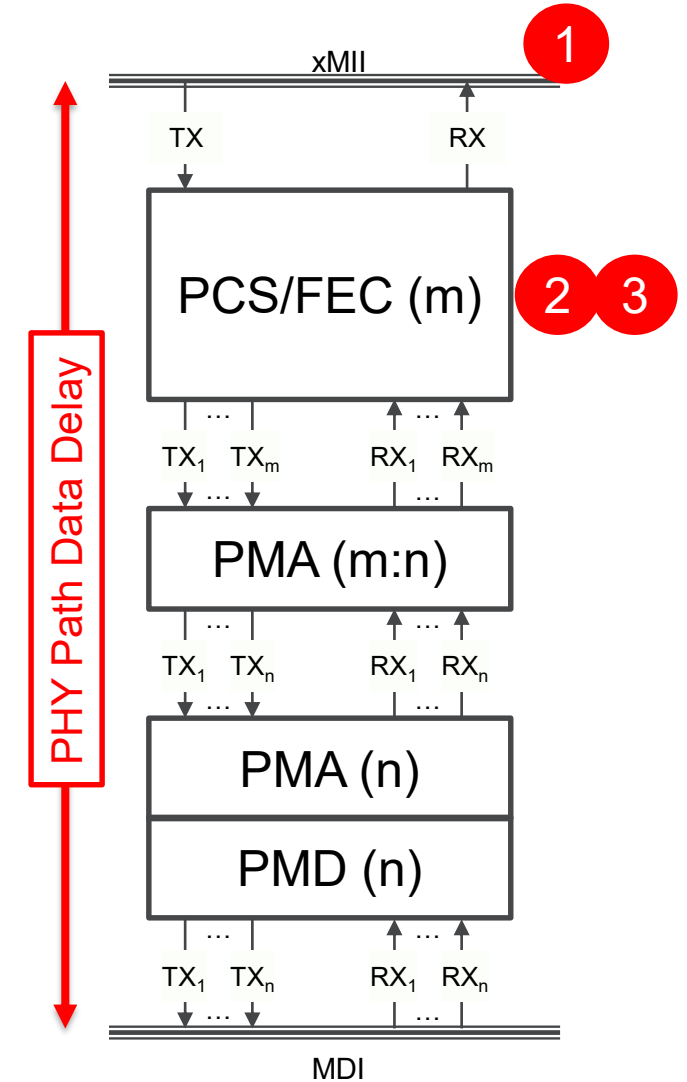 1
xMII
TX RX
PCS/FEC (m)
2 3
... ...
TX₁ TXₘ RX₁ RXₘ
... ...
PMA (m:n)
... ...
TX₁ TXₙ RX₁ RXₙ
... ...
PMA (n)
PMD (n)
... ...
TX₁ TXₙ RX₁ RXₙ
... ...
MDI
PHY Path Data Delay